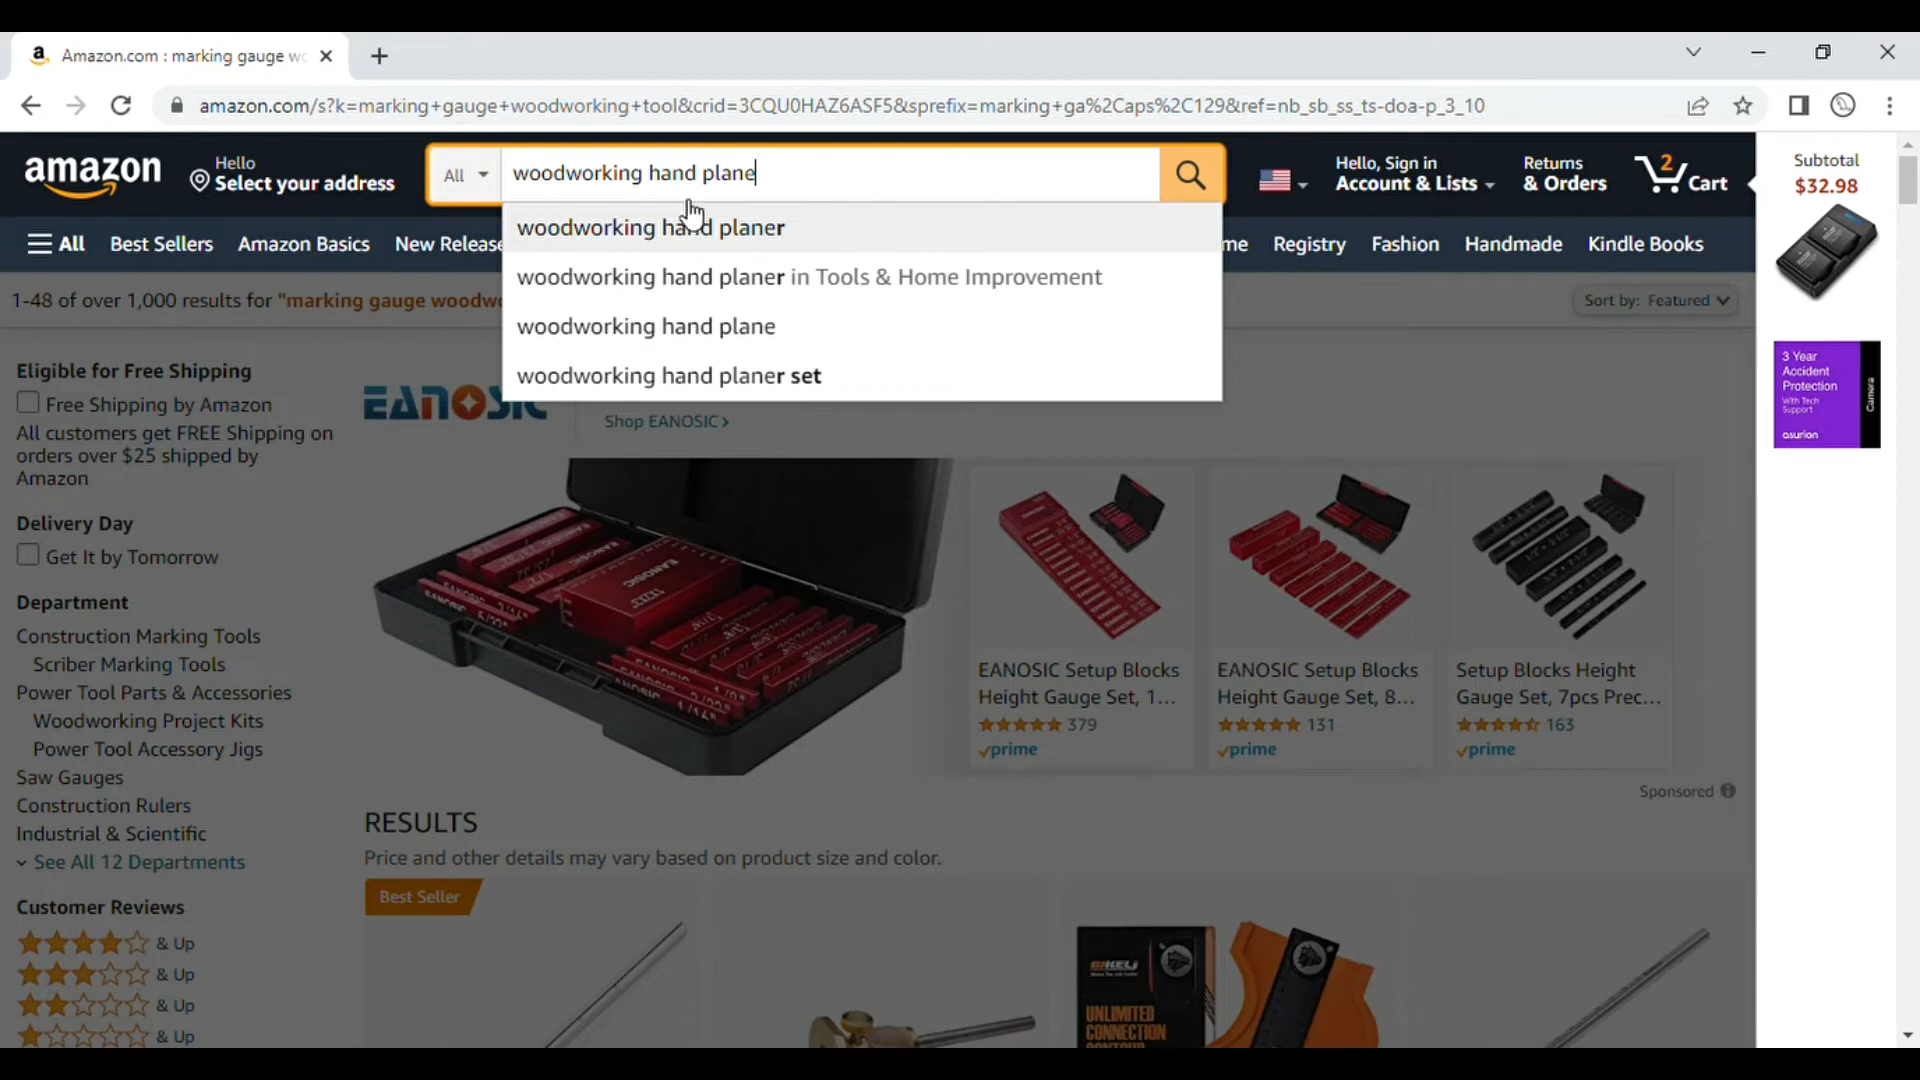 Amazon.com : marking gauge wo
amazon.com/s?k=marking+gauge+woodworking+tool&crid=3CQU0HAZ6ASF5&sprefix=marking+ga%2Caps%2C129&ref=nb_sb_ss_ts-doa-p_3_10
amazon
Hello
Select your address
All
woodworking hand plane
Hello, Sign in
Account & Lists
Returns
& Orders
2
Cart
Subtotal
$32.98
All
Best Sellers
Amazon Basics
New Release
me
Registry
Fashion
Handmade
Kindle Books
woodworking hand planer
woodworking hand planer in Tools & Home Improvement
woodworking hand plane
woodworking hand planer set
1-48 of over 1,000 results for "marking gauge woodwo
Sort by: Featured
3 Year
Accident
Protection
With Tech
Support
Camera
asurion
Eligible for Free Shipping
Free Shipping by Amazon
All customers get FREE Shipping on
orders over $25 shipped by
Amazon
Delivery Day
Get It by Tomorrow
Department
Construction Marking Tools
Scriber Marking Tools
Power Tool Parts & Accessories
Woodworking Project Kits
Power Tool Accessory Jigs
Saw Gauges
Construction Rulers
Industrial & Scientific
See All 12 Departments
Customer Reviews
& Up
& Up
& Up
& Up
EANOSIC
Shop EANOSIC
EANOSIC Setup Blocks
Height Gauge Set, 1...
379
prime
EANOSIC Setup Blocks
Height Gauge Set, 8...
131
prime
Setup Blocks Height
Gauge Set, 7pcs Prec...
163
prime
Sponsored
RESULTS
Price and other details may vary based on product size and color.
Best Seller
UNLIMITED
CONNECTION
CONTOUR